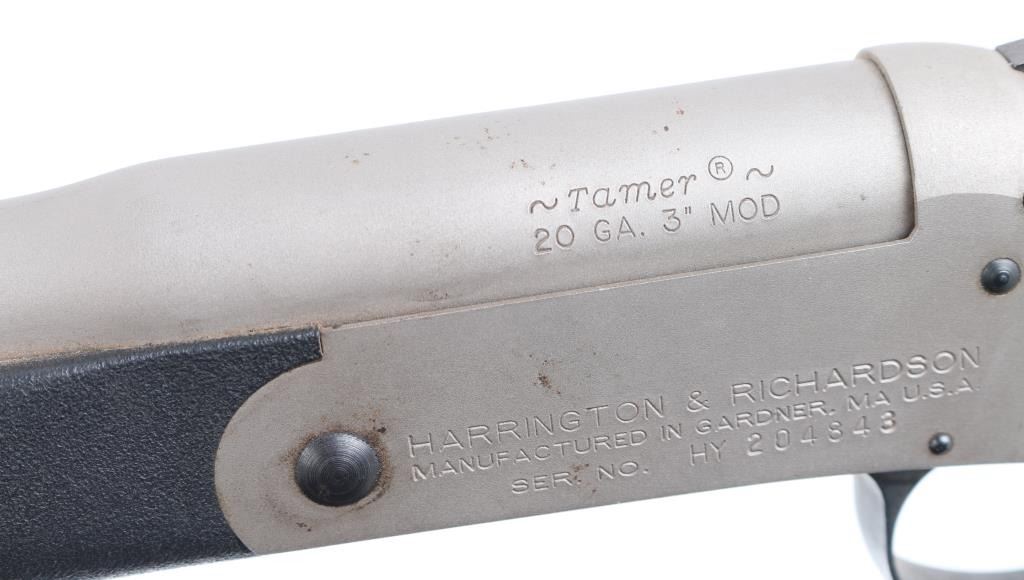 ~Tamer®~
20 GA. 3" MOD
HARRINGTON & RICHARDSON
MANUFACTURED IN GARDNER, MA U.S.A.
SER. NO. HY 204843